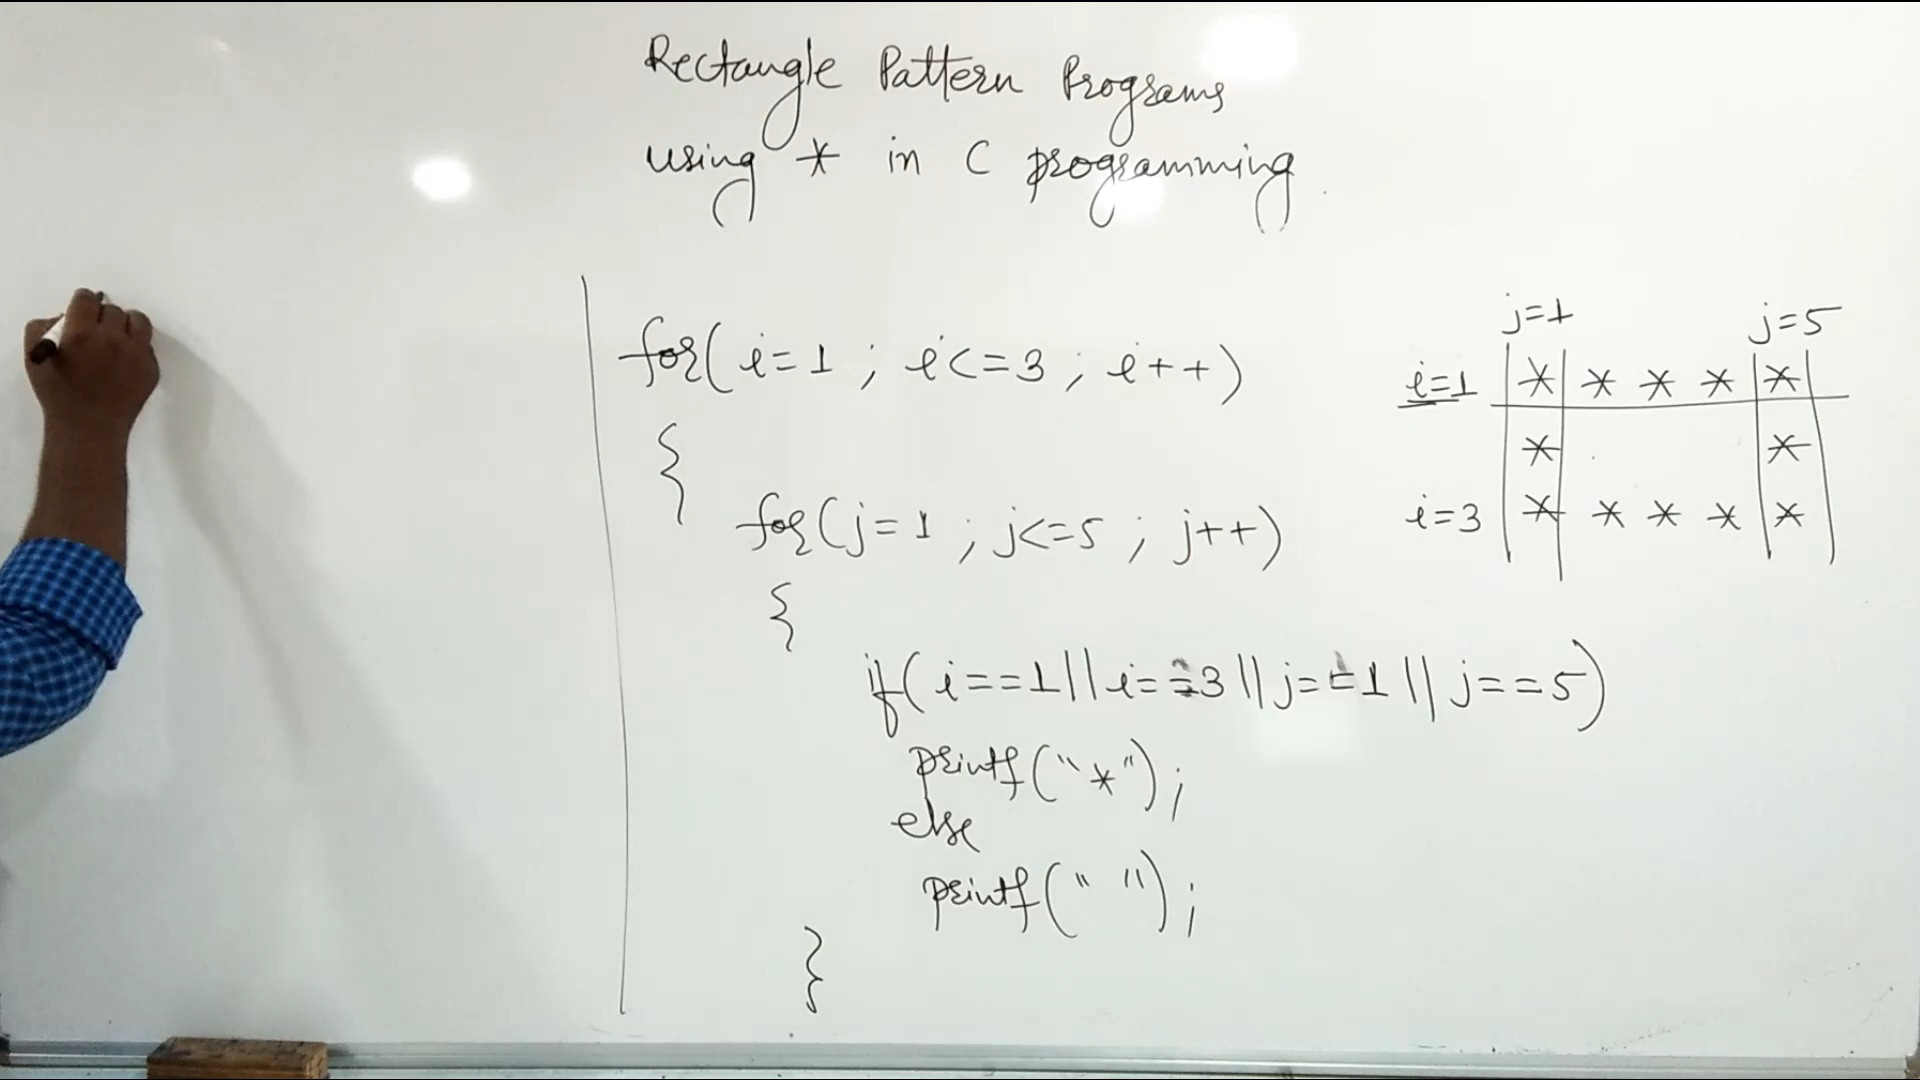 Rectangle Pattern Programs
using * in C programming
for(i=1 ; i<=3 ; i++)
{
for(j=1 ; j<=5 ; j++)
{
if(i==1||i==3||j==1||j==5)
printf("*");
else
printf(" ");
}
j=1 j=5
i=1 * * * * *
* *
i=3 * * * * *